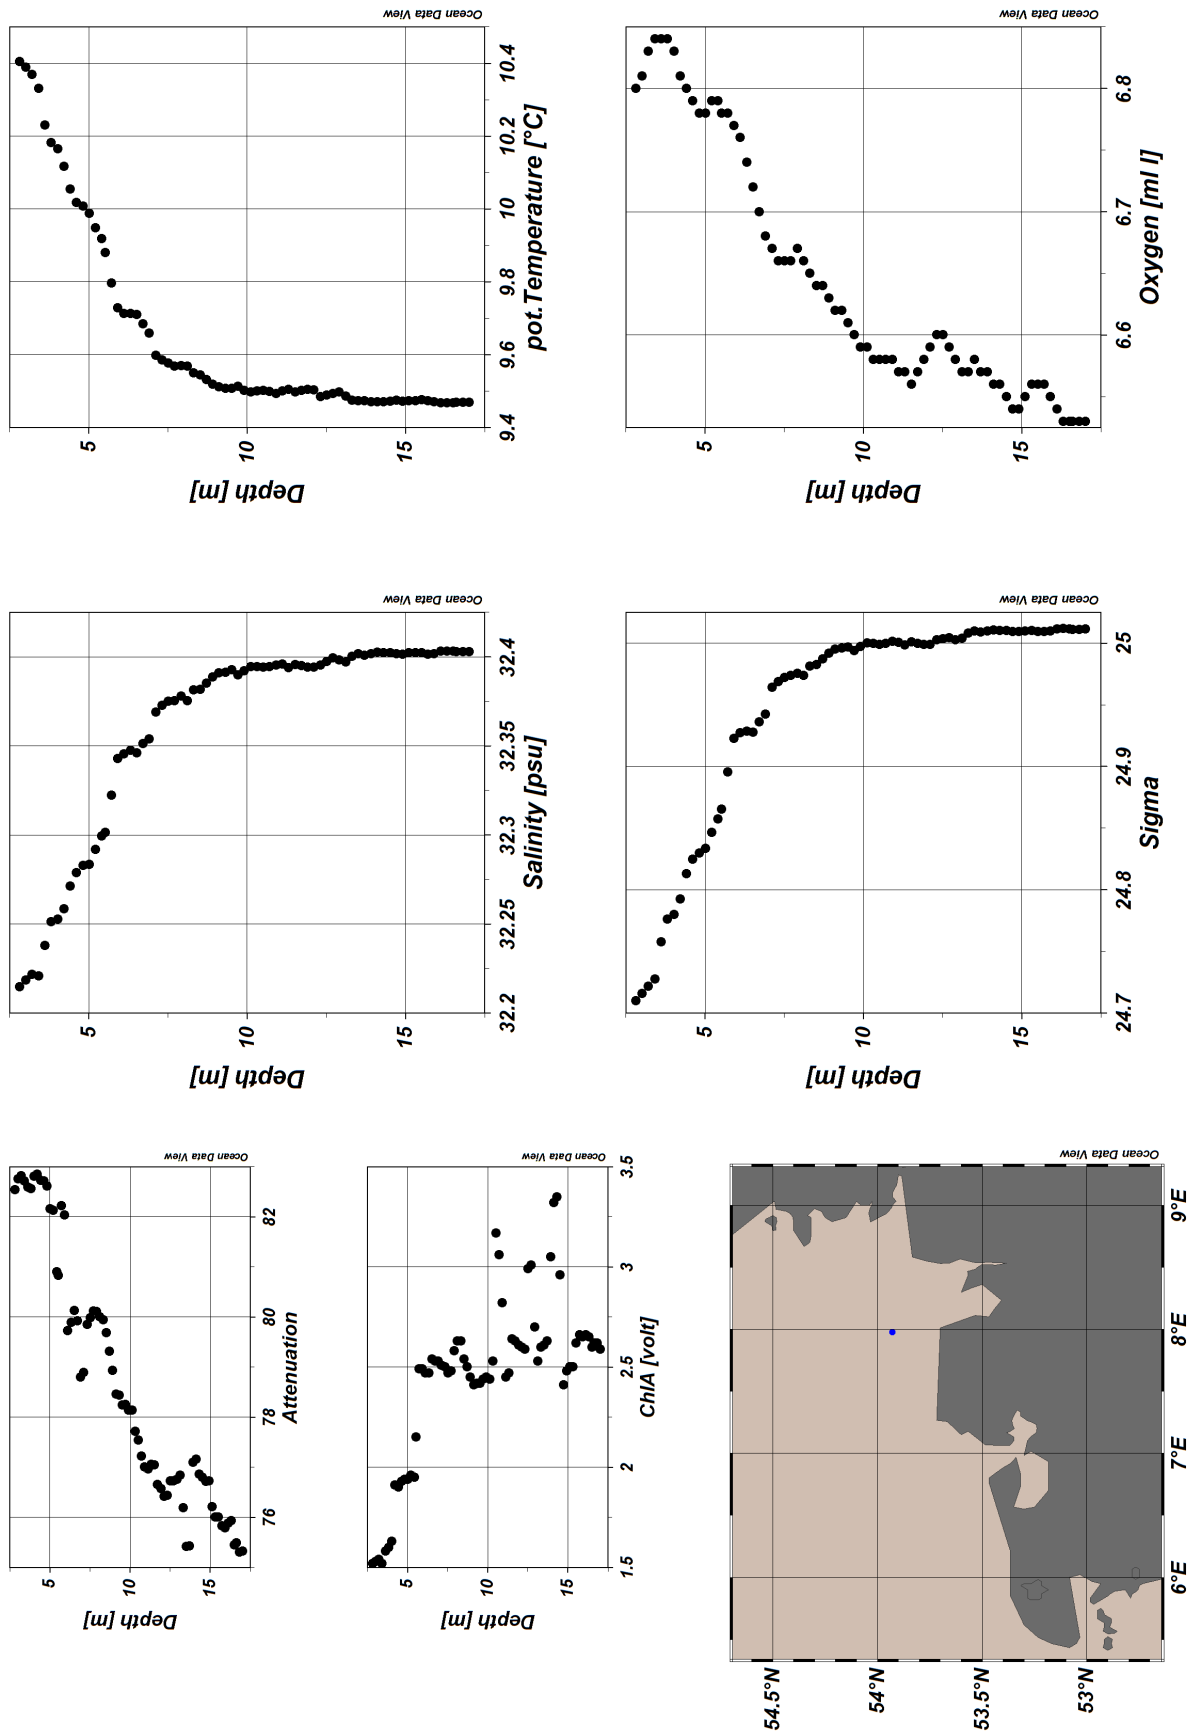 Ocean Data View
10.4
10.2
10
9.8
9.6
9.4
pot.Temperature [°C]
5
10
15
Depth [m]
Ocean Data View
6.8
6.7
6.6
Oxygen [ml l]
5
10
15
Depth [m]
Ocean Data View
32.4
32.35
32.3
32.25
32.2
Salinity [psu]
5
10
15
Depth [m]
Ocean Data View
25
24.9
24.8
24.7
Sigma
5
10
15
Depth [m]
Ocean Data View
82
80
78
76
Attenuation
5
10
15
Depth [m]
Ocean Data View
3.5
3
2.5
2
1.5
ChlA [volt]
5
10
15
Depth [m]
Ocean Data View
9°E
8°E
7°E
6°E
54.5°N
54°N
53.5°N
53°N